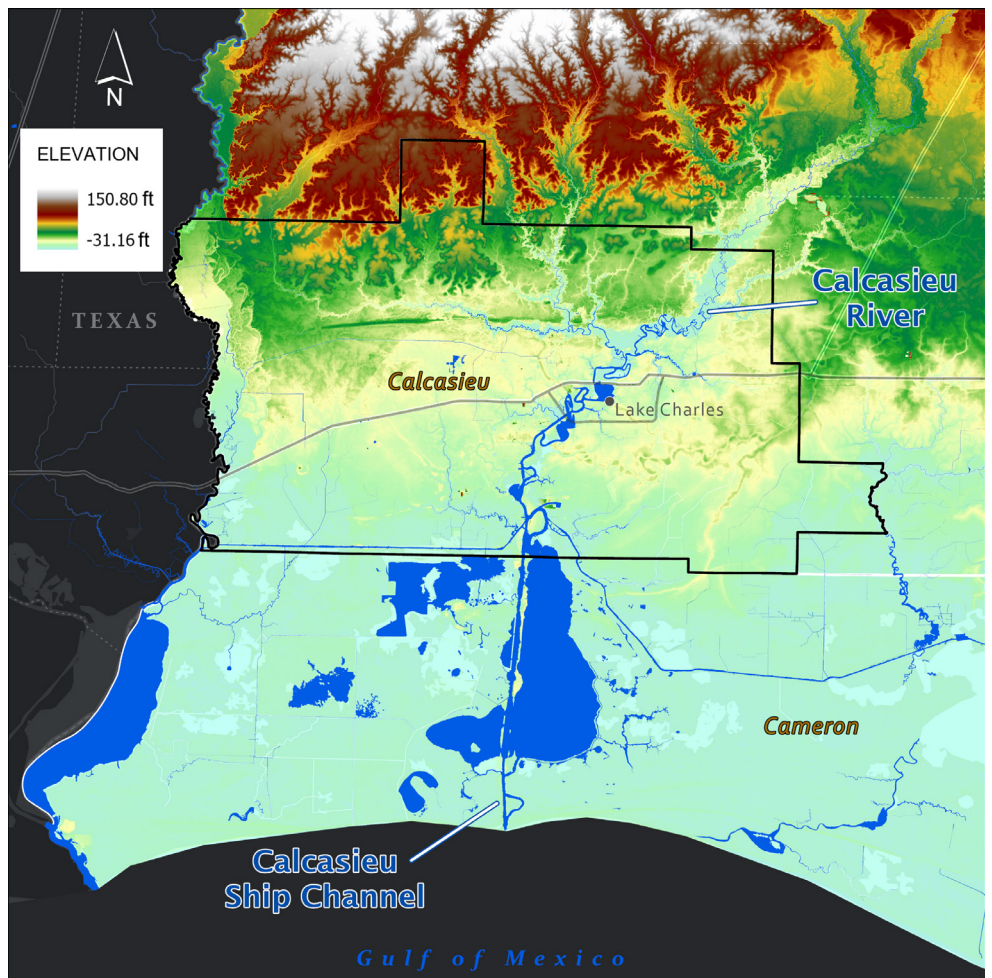 N
ELEVATION
150.80 ft
-31.16 ft
TEXAS
Calcasieu
River
Calcasieu
Lake Charles
Cameron
Calcasieu
Ship Channel
Gulf of Mexico